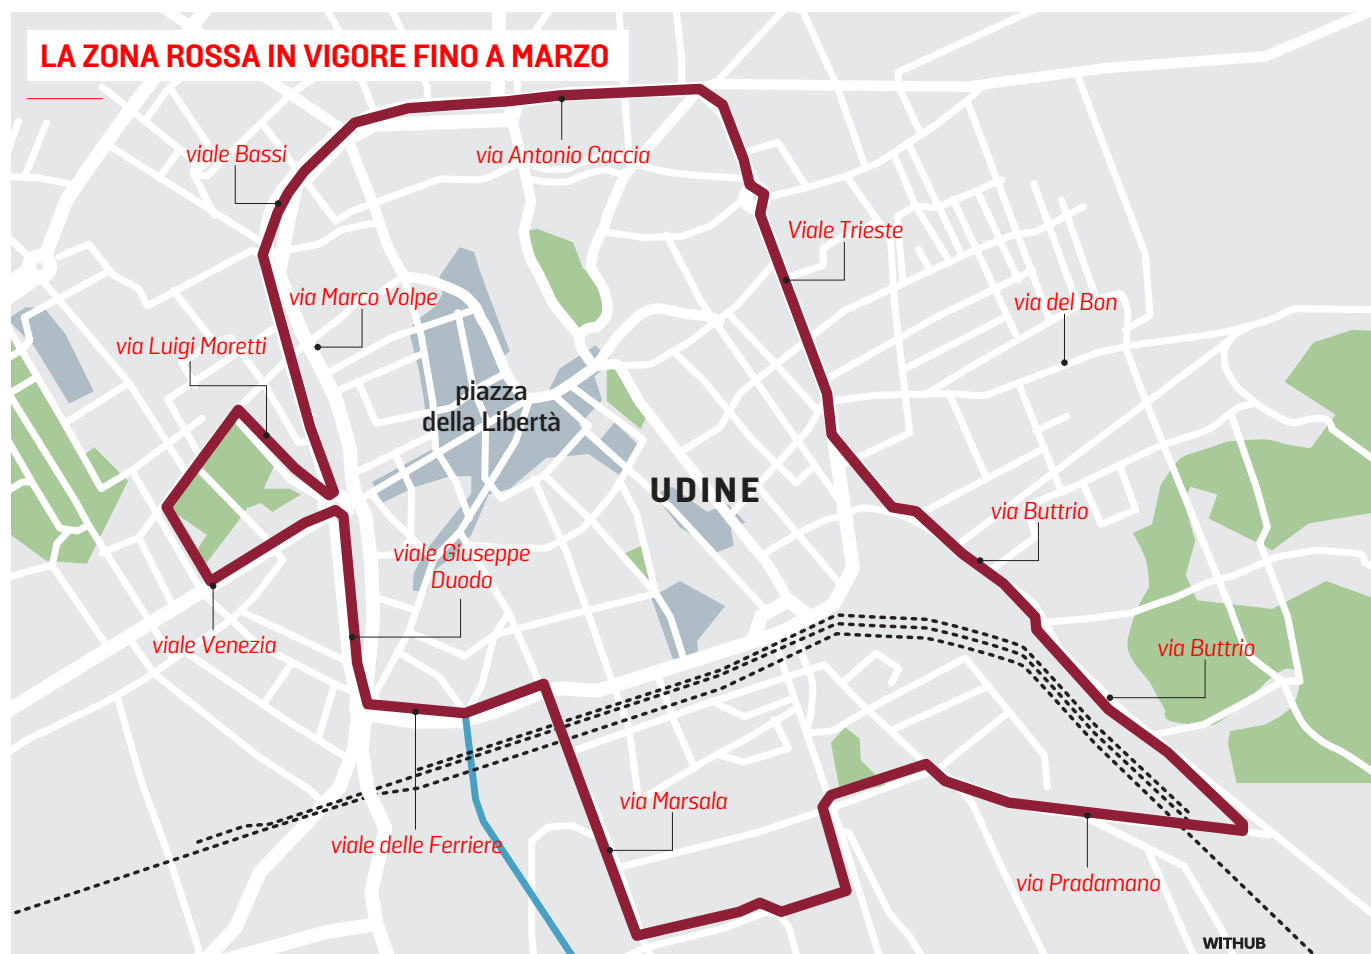 LA ZONA ROSSA IN VIGORE FINO A MARZO
viale Bassi
via Antonio Caccia
Viale Trieste
via Marco Volpe
via del Bon
via Luigi Moretti
piazza
della Libertà
UDINE
via Buttrio
viale Giuseppe
Duodo
viale Venezia
via Buttrio
via Marsala
viale delle Ferriere
via Pradamano
WITHUB